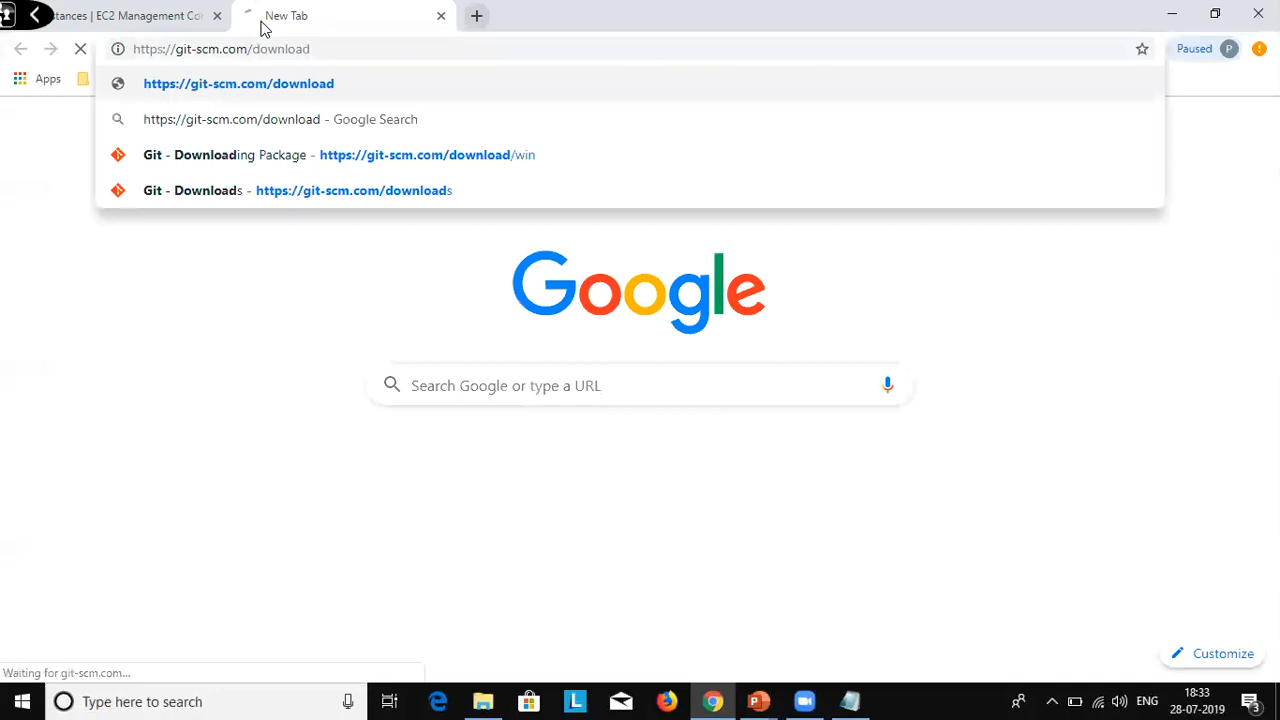 stances | EC2 Management Co
New Tab
https://git-scm.com/download
Paused
P
Apps
https://git-scm.com/download
https://git-scm.com/download - Google Search
Git - Downloading Package - https://git-scm.com/download/win
Git - Downloads - https://git-scm.com/downloads
Google
Search Google or type a URL
Customize
Waiting for git-scm.com...
Type here to search
L
ENG
18:33
28-07-2019
3